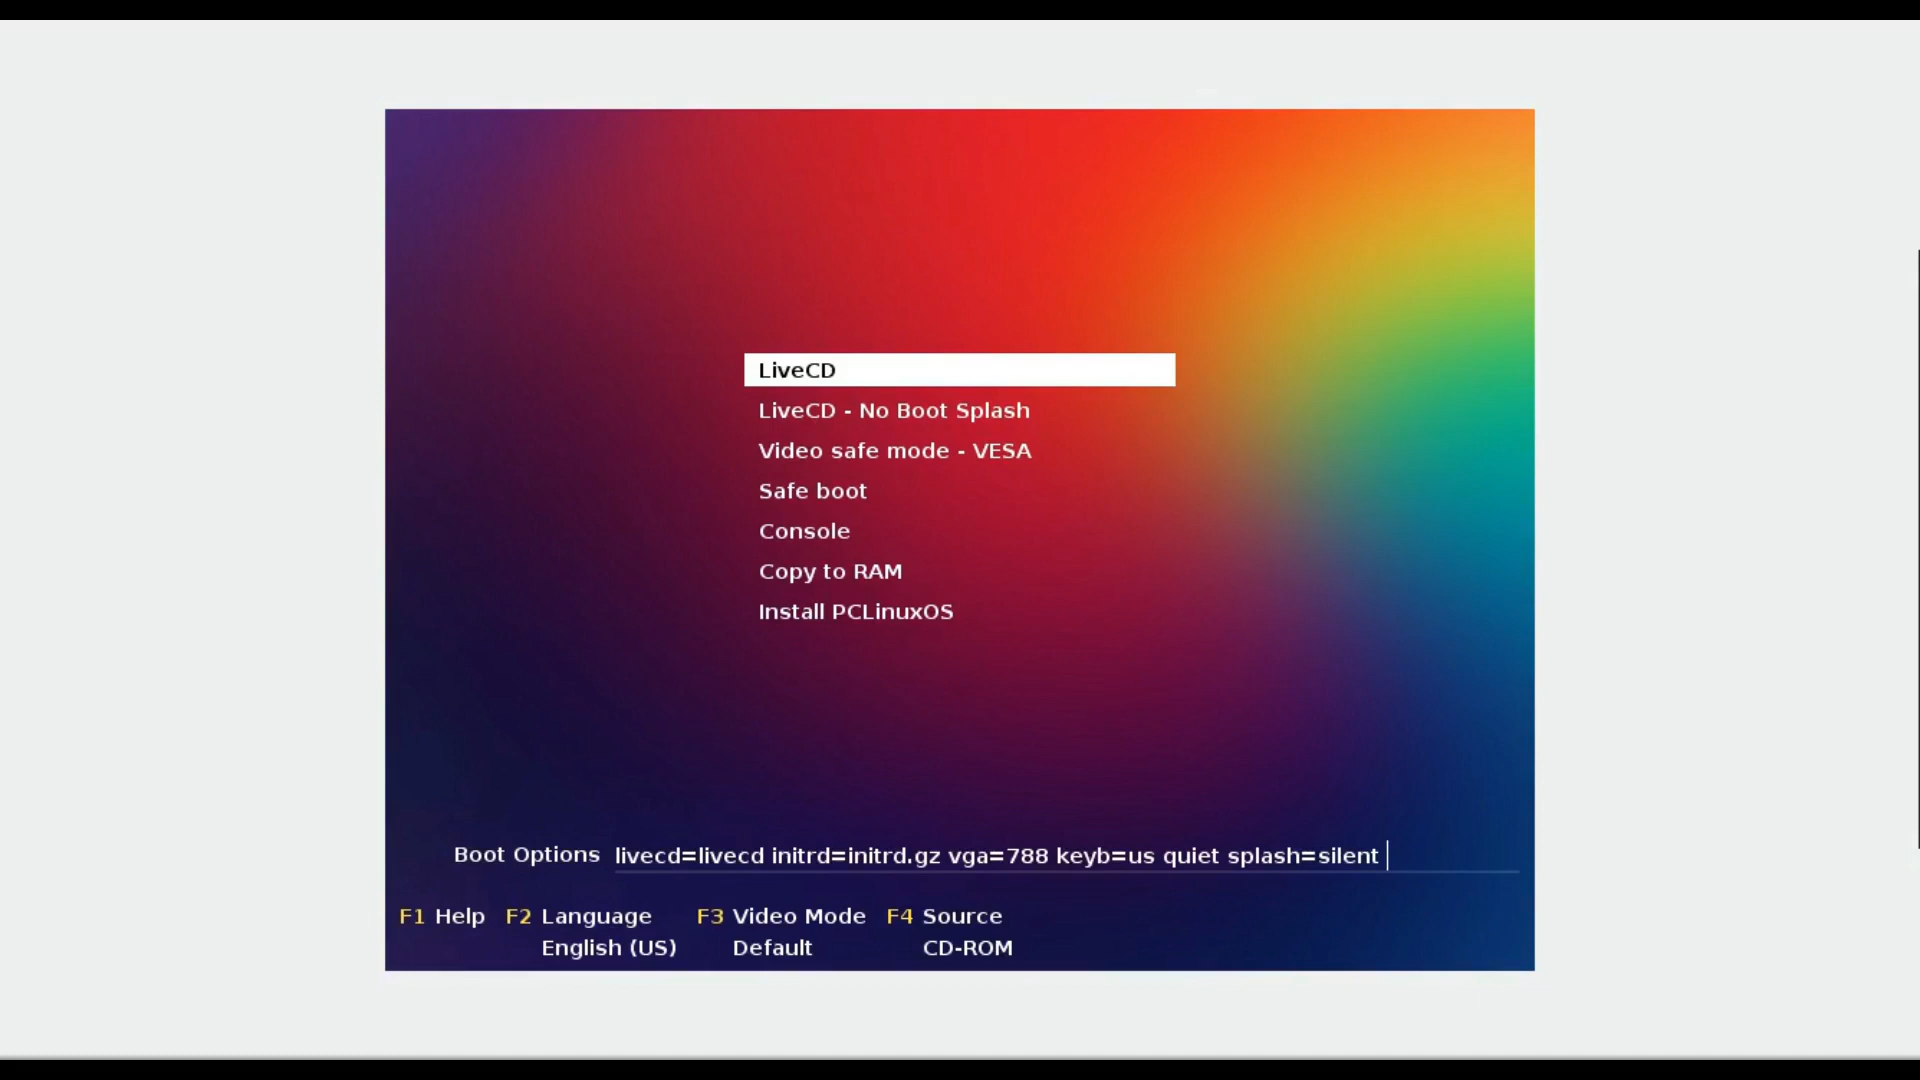 LiveCD
LiveCD - No Boot Splash
Video safe mode - VESA
Safe boot
Console
Copy to RAM
Install PCLinuxOS
Boot Options livecd=livecd initrd=initrd.gz vga=788 keyb=us quiet splash=silent
F1 Help F2 Language F3 Video Mode F4 Source
English (US) Default CD-ROM